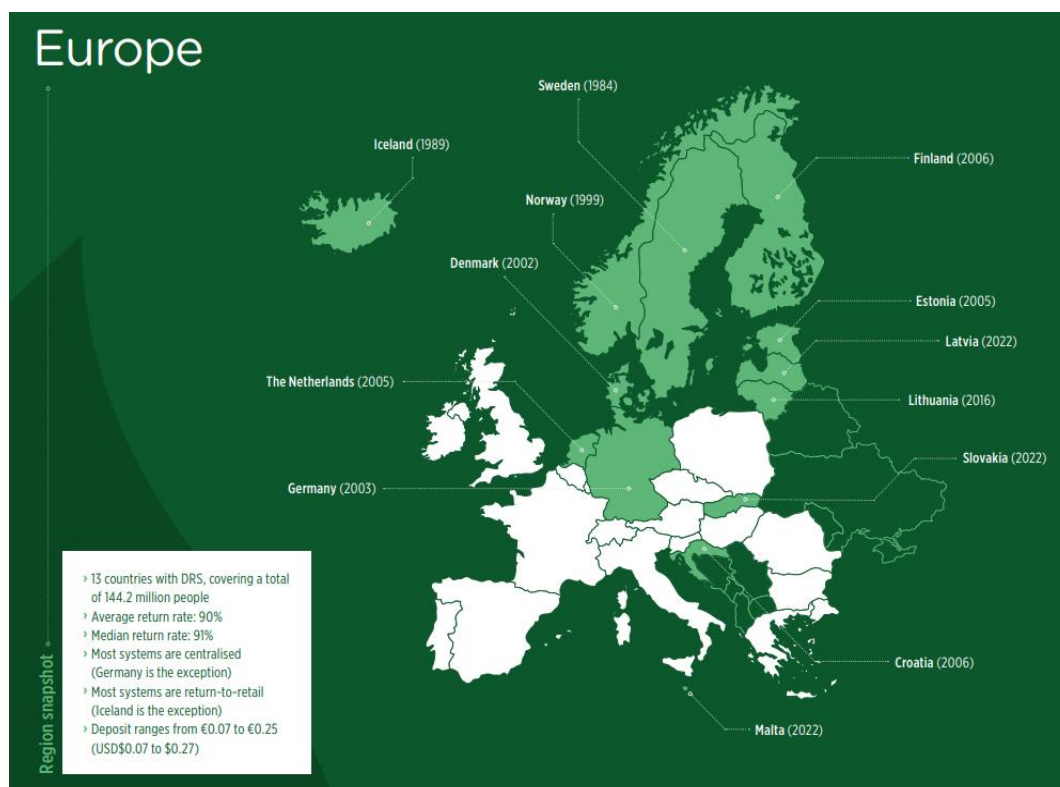 Europe
Sweden (1984)
Iceland (1989)
Finland (2006)
Norway (1999)
Denmark (2002)
Estonia (2005)
Latvia (2022)
The Netherlands (2005)
Lithuania (2016)
Slovakia (2022)
Germany (2003)
› 13 countries with DRS, covering a total
of 144.2 million people
› Average return rate: 90%
› Median return rate: 91%
› Most systems are centralised
(Germany is the exception)
› Most systems are return-to-retail
(Iceland is the exception)
› Deposit ranges from €0.07 to €0.25
(USD$0.07 to $0.27)
Region snapshot
Croatia (2006)
Malta (2022)